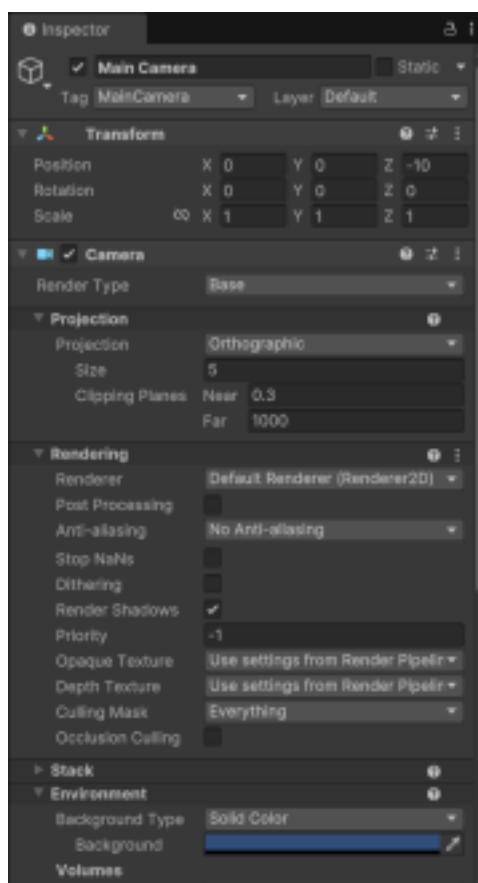 Inspector
Main Camera Static
Tag MainCamera Layer Default
Transform
Position X 0 Y 0 Z -10
Rotation X 0 Y 0 Z 0
Scale X 1 Y 1 Z 1
Camera
Render Type Base
Projection
Projection Orthographic
Size 5
Clipping Planes Near 0.3
Far 1000
Rendering
Renderer Default Renderer (Renderer2D)
Post Processing
Anti-aliasing No Anti-aliasing
Stop NaNs
Dithering
Render Shadows
Priority -1
Opaque Texture Use settings from Render Pipelir
Depth Texture Use settings from Render Pipelir
Culling Mask Everything
Occlusion Culling
Stack
Environment
Background Type Solid Color
Background
Volumes